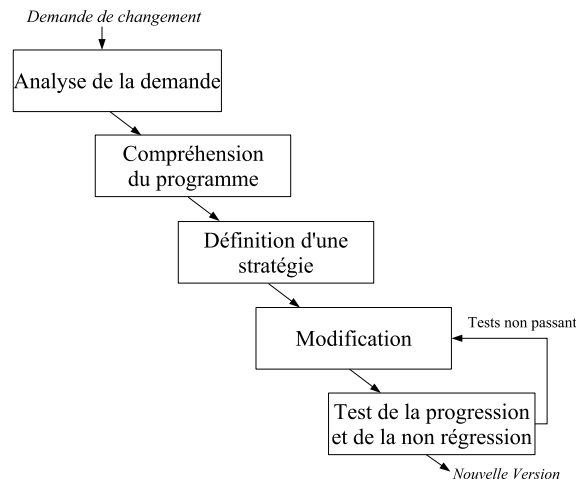 Demande de changement
Analyse de la demande
Compréhension
du programme
Définition d'une
stratégie
Modification
Tests non passant
Test de la progression
et de la non régression
Nouvelle Version